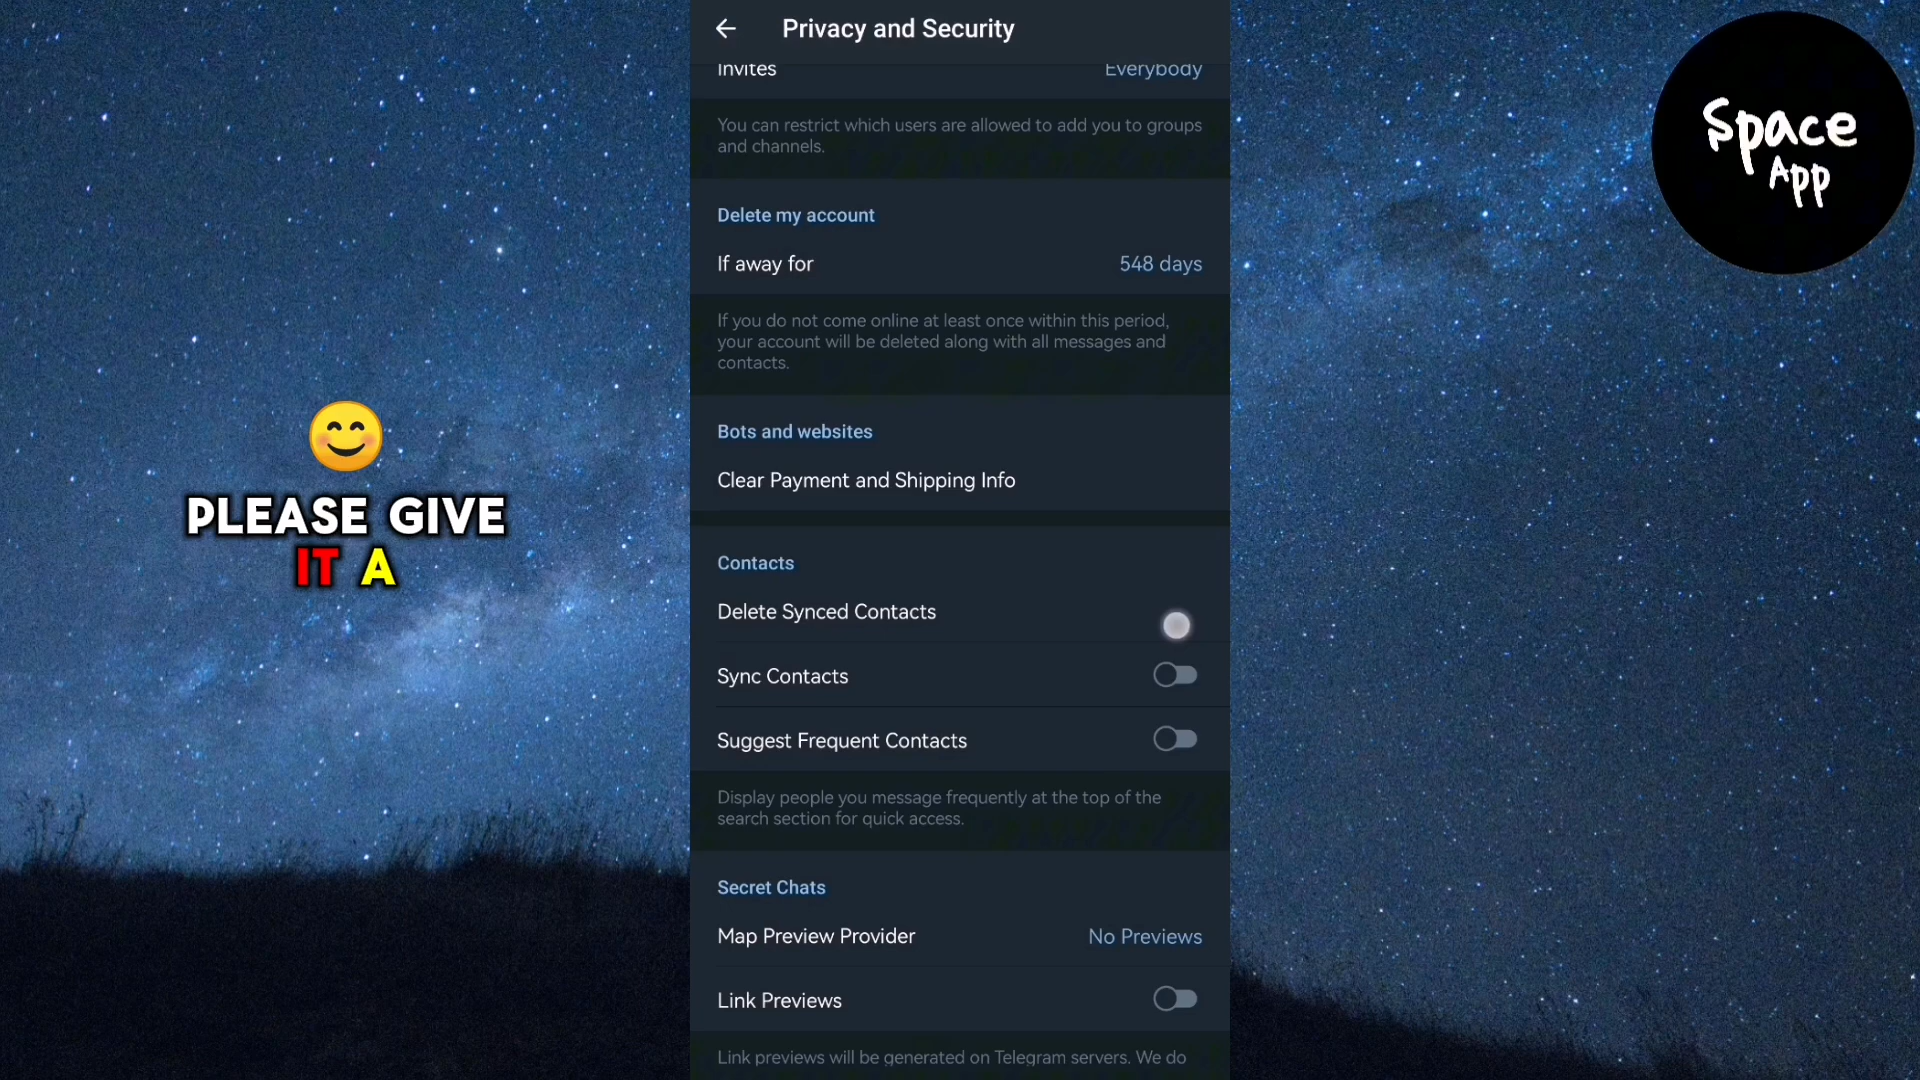 Privacy and Security
Invites
Everybody
You can restrict which users are allowed to add you to groups
and channels.
Delete my account
If away for
548 days
If you do not come online at least once within this period,
your account will be deleted along with all messages and
contacts.
Bots and websites
Clear Payment and Shipping Info
Contacts
Delete Synced Contacts
Sync Contacts
Suggest Frequent Contacts
Display people you message frequently at the top of the
search section for quick access.
Secret Chats
Map Preview Provider
No Previews
Link Previews
Link previews will be generated on Telegram servers. We do
PLEASE GIVE
IT A
Space
App